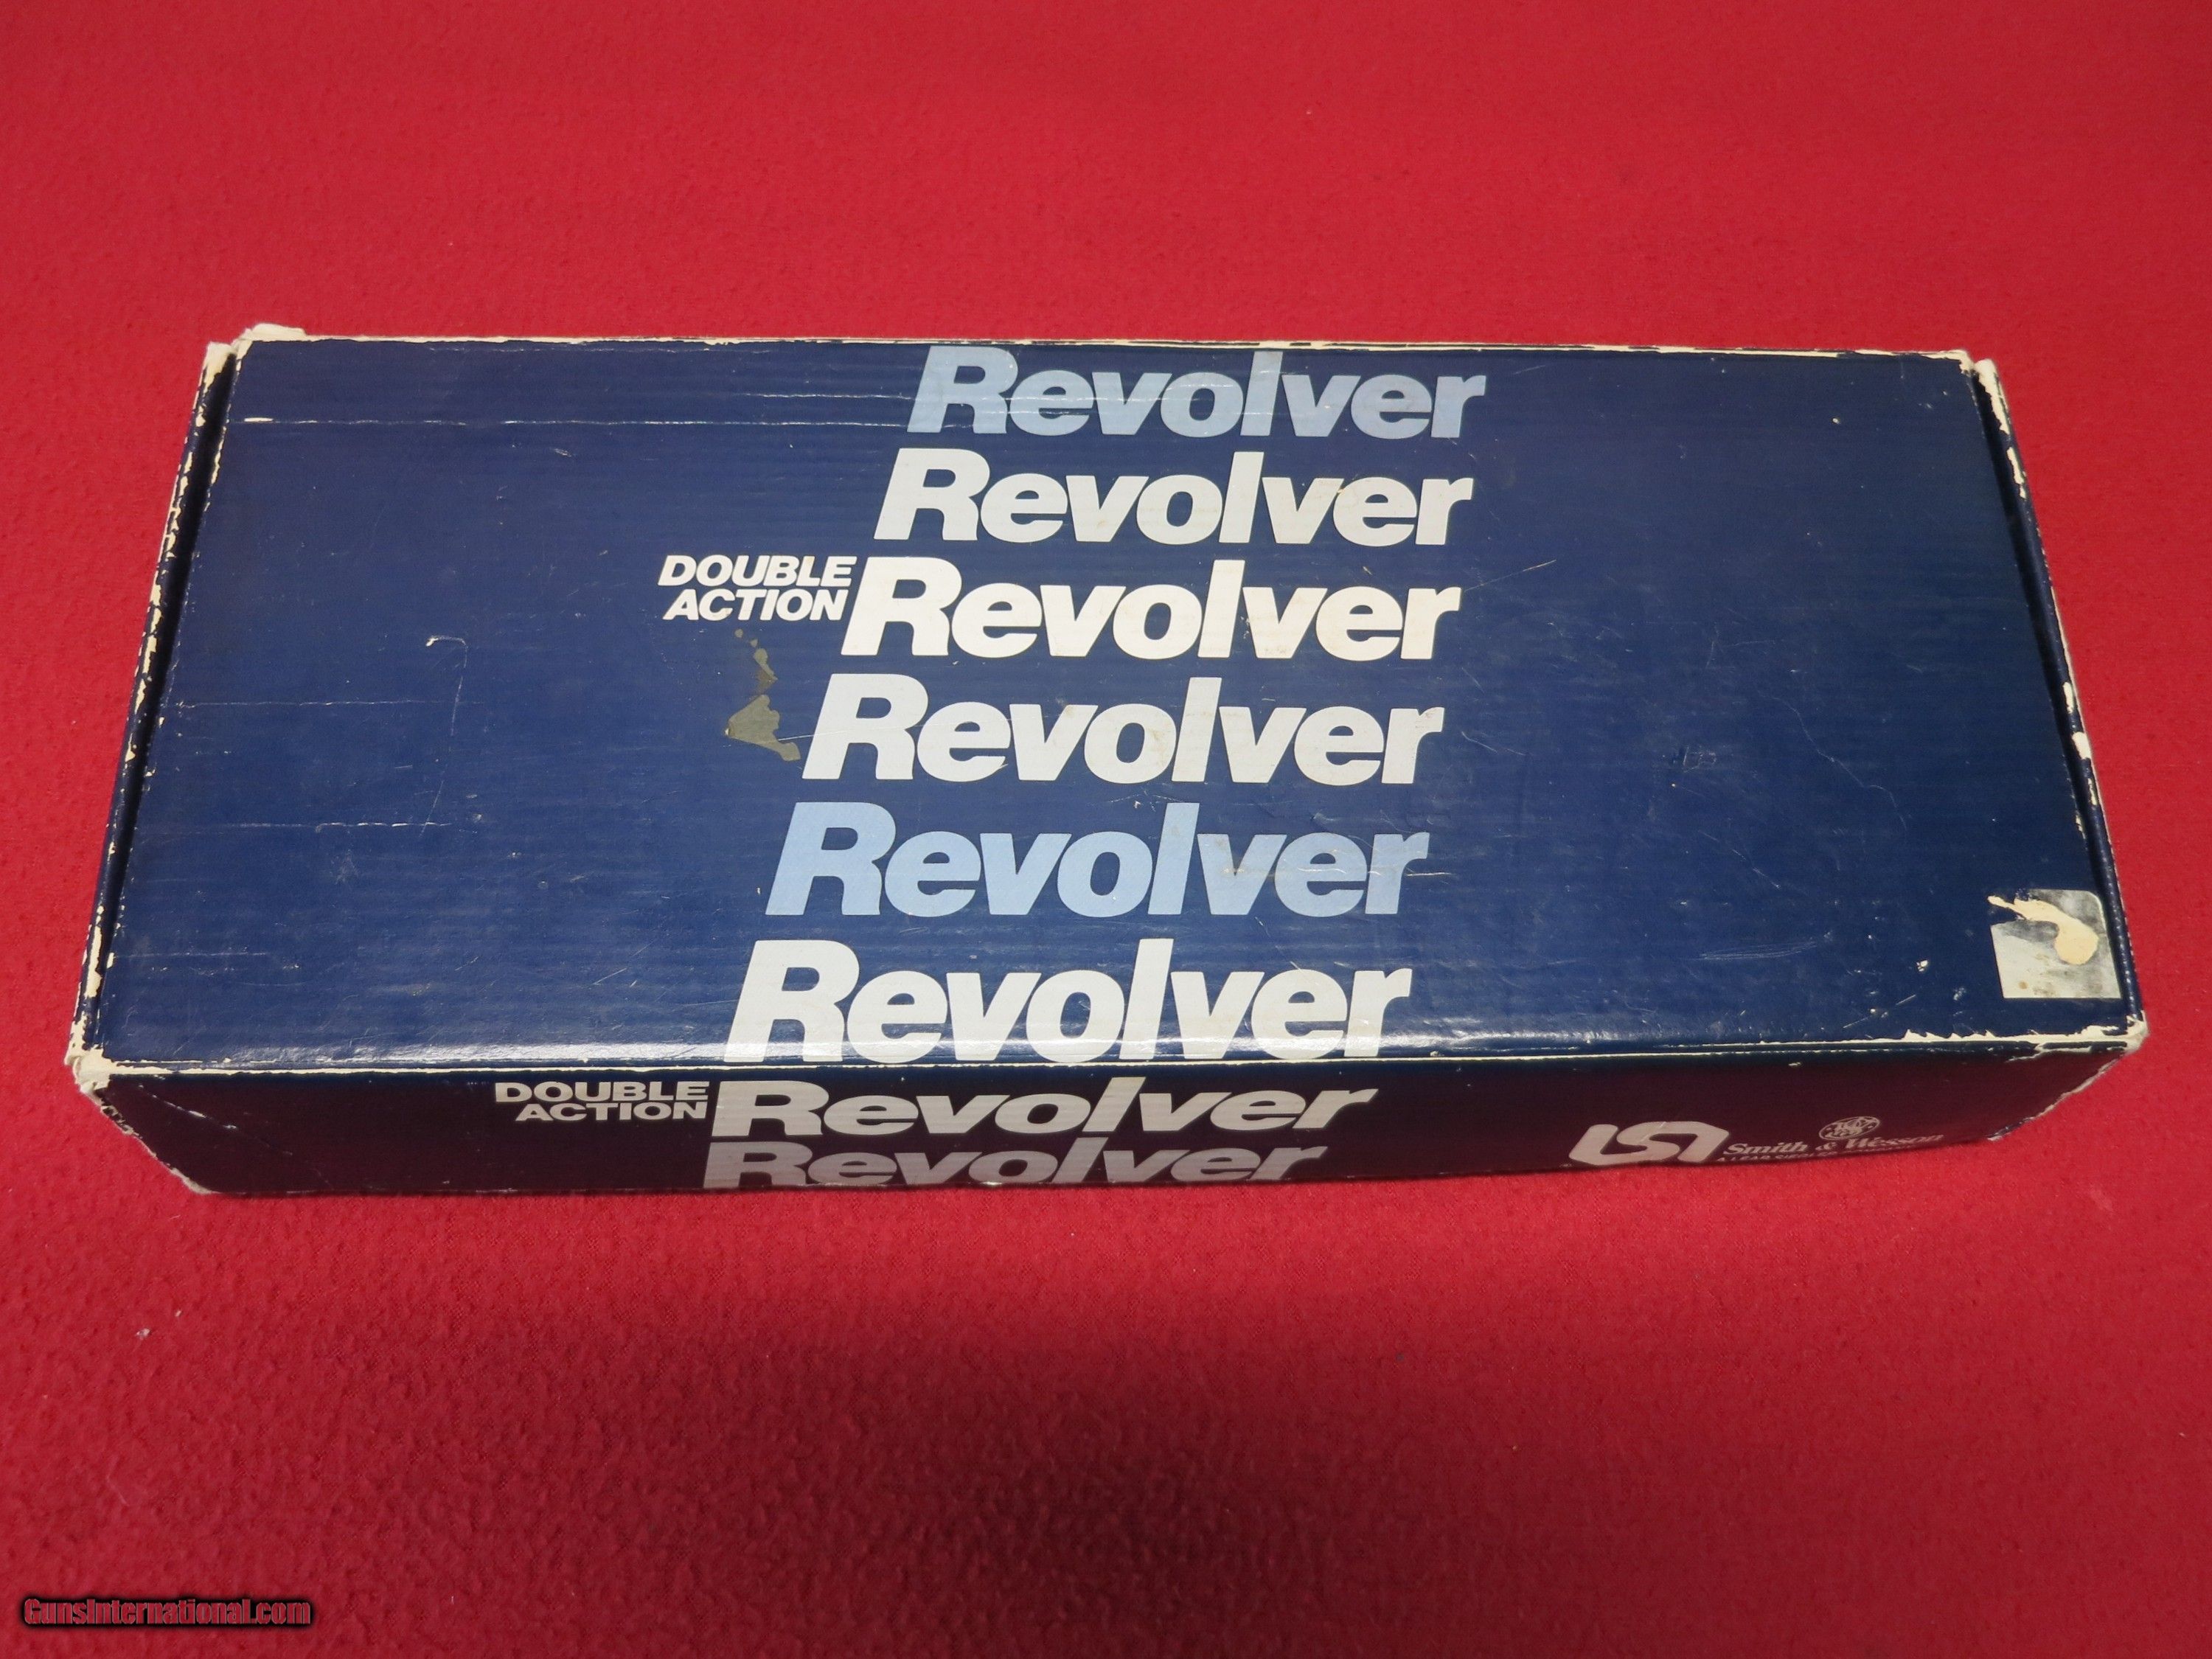 Revolver
Revolver
DOUBLE
ACTION
Revolver
Revolver
Revolver
Revolver
DOUBLE
ACTION
Revolver
Revolver
Smith & Wesson
GunsInternational.com